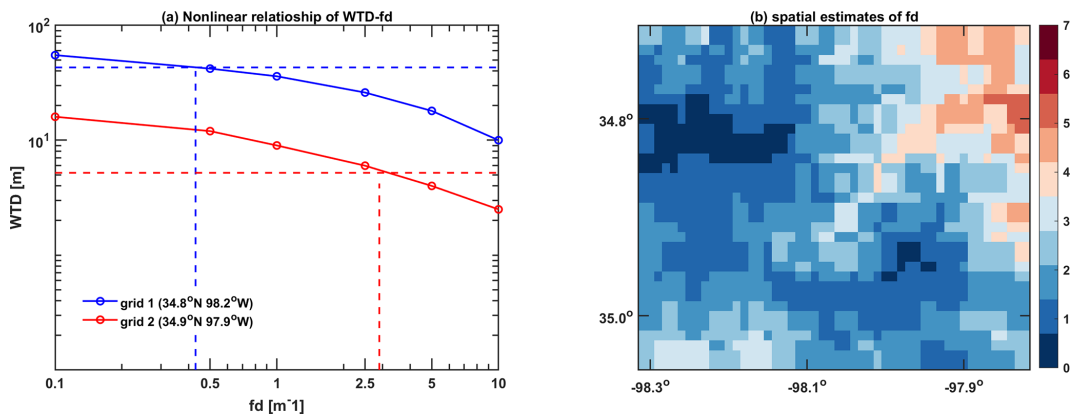 (a) Nonlinear relatioship of WTD-fd
10²
10¹
WTD [m]
grid 1 (34.8°N 98.2°W)
grid 2 (34.9°N 97.9°W)
0.1 0.5 1 2.5 5 10
fd [m⁻1]
(b) spatial estimates of fd
34.8°
35.0°
-98.3° -98.1° -97.9°
7
6
5
4
3
2
1
0